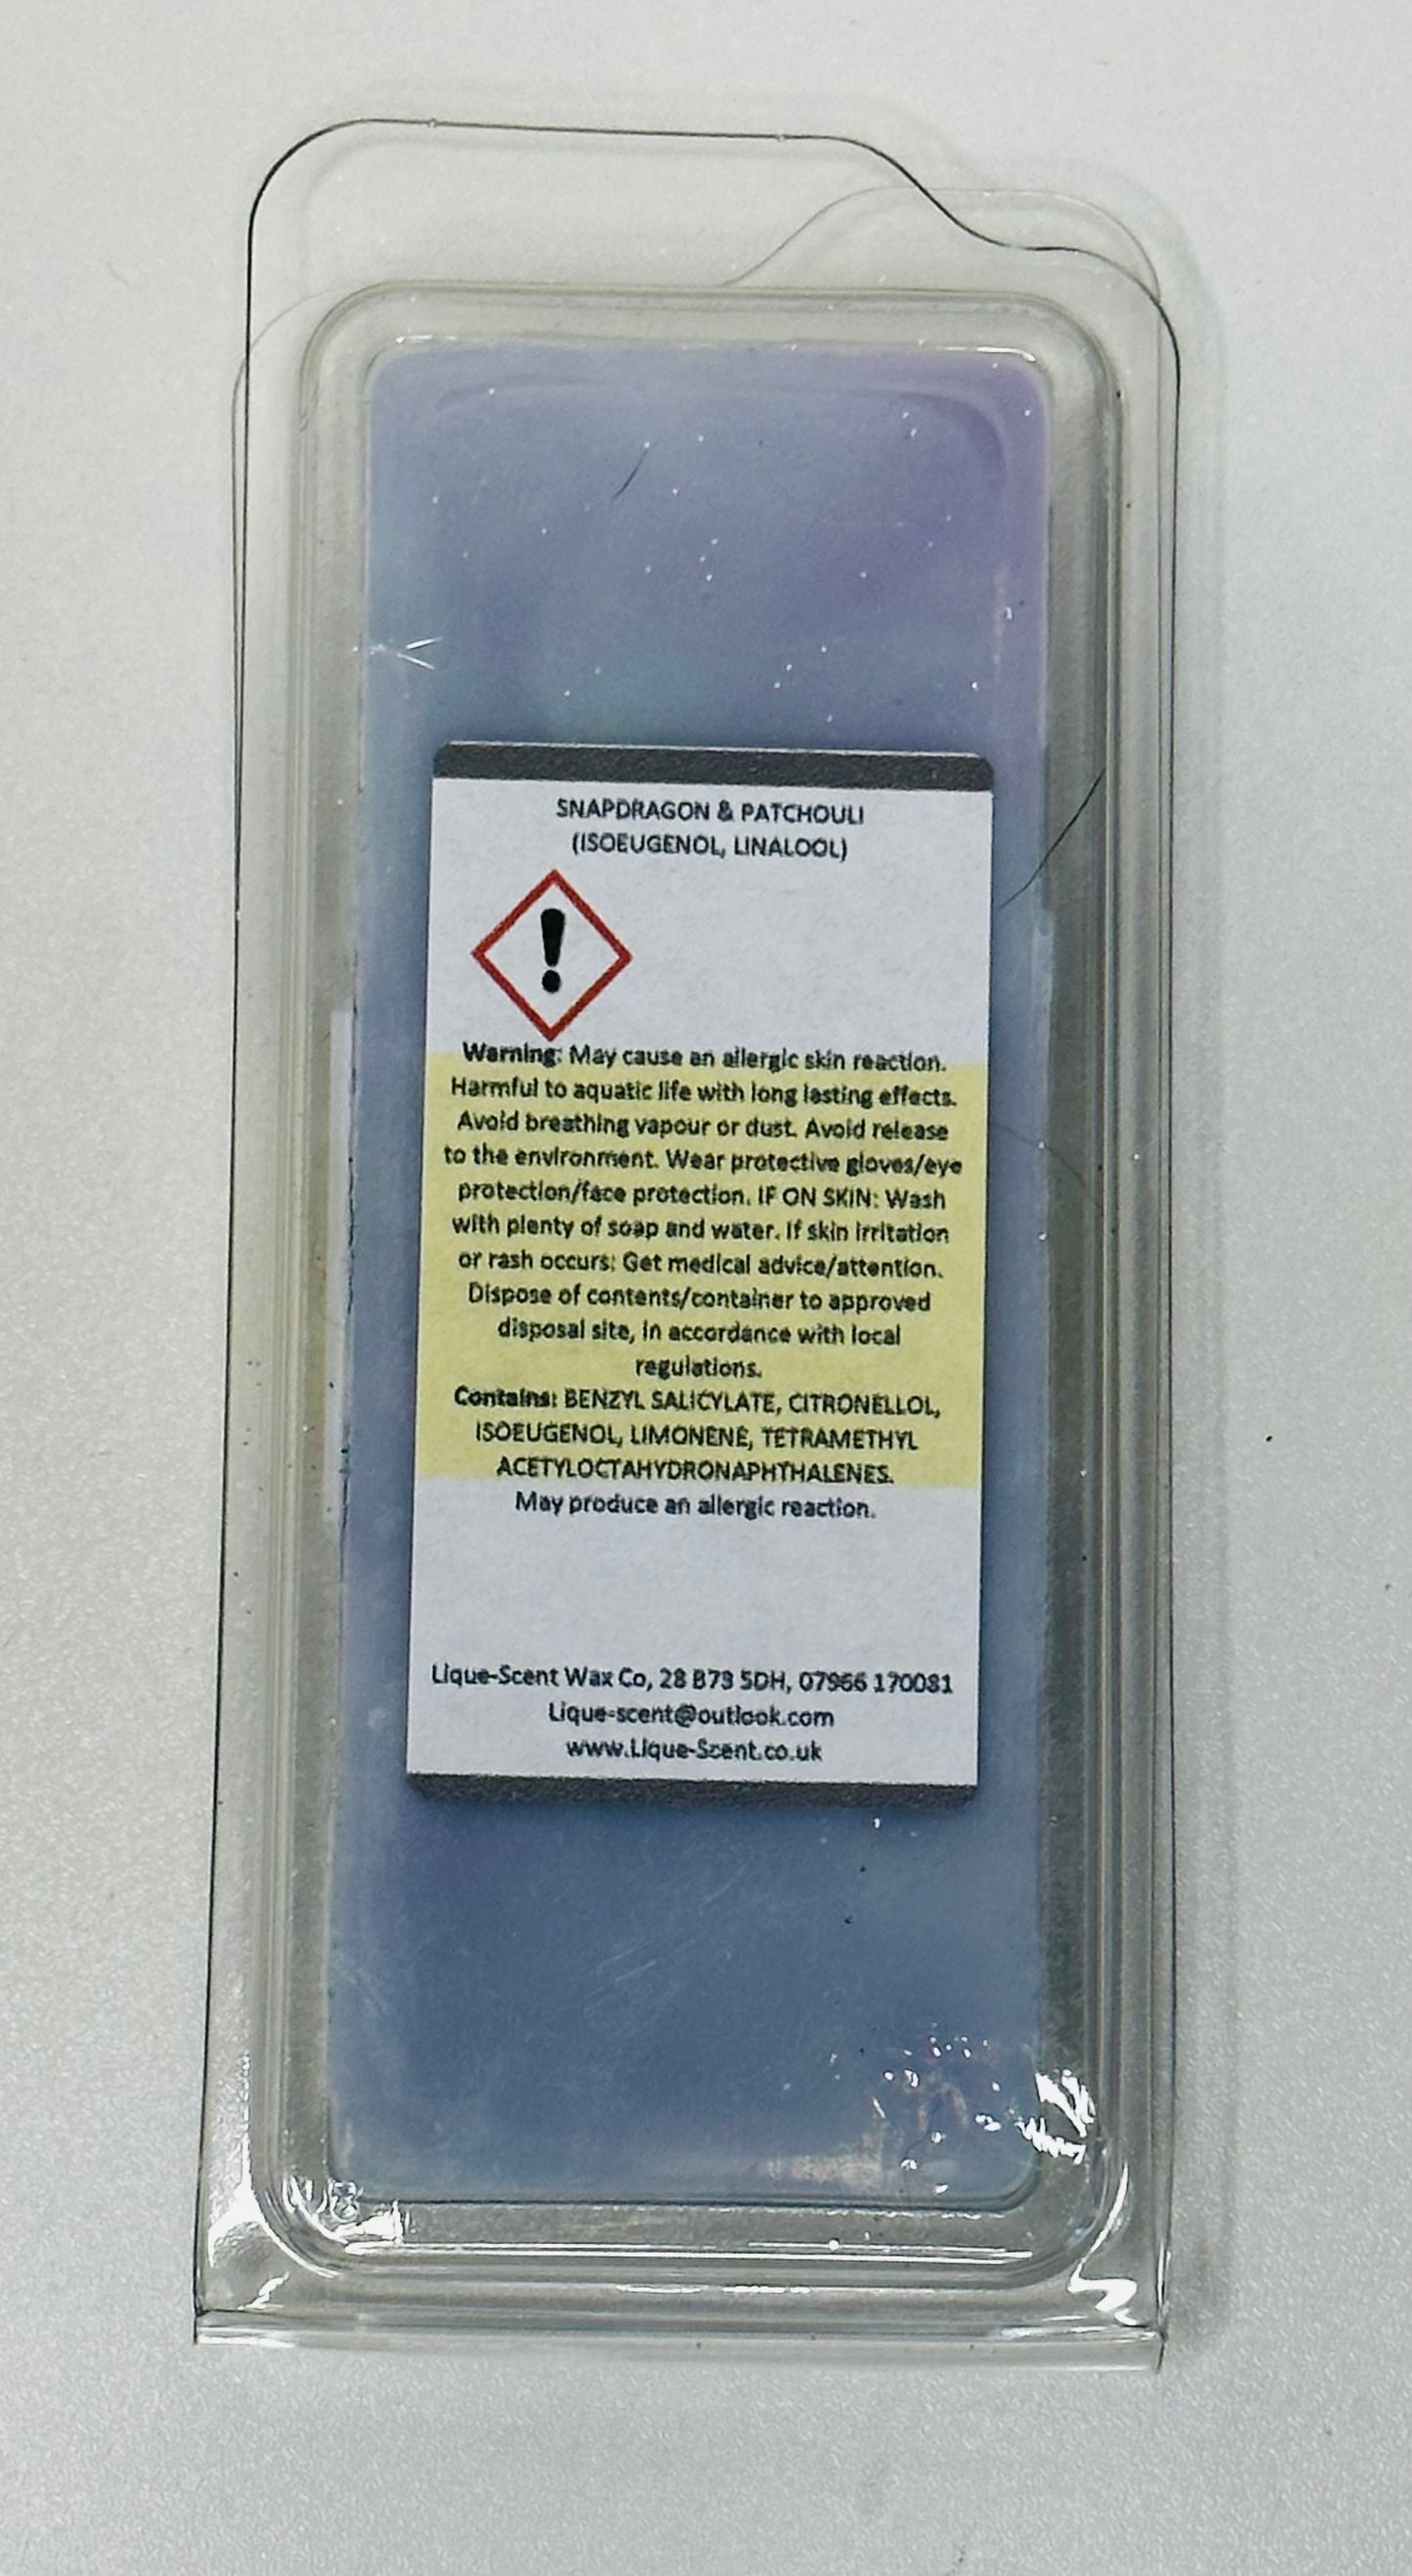 SNAPDRAGON & PATCHOULI
(ISOEUGENOL, LINALOOL)
Warning: May cause an allergic skin reaction.
Harmful to aquatic life with long lasting effects.
Avoid breathing vapour or dust. Avoid release
to the environment. Wear protective gloves/eye
protection/face protection. IF ON SKIN: Wash
with plenty of soap and water. If skin irritation
or rash occurs: Get medical advice/attention.
Dispose of contents/container to approved
disposal site, in accordance with local
regulations.
Contains: BENZYL SALICYLATE, CITRONELLOL,
ISOEUGENOL, LIMONENE, TETRAMETHYL
ACETYLOCTAHYDRONAPHTHALENES.
May produce an allergic reaction.
Lique-Scent Wax Co, 28 B73 5DH, 07966 170081
Lique-scent@outlook.com
www.Lique-Scent.co.uk